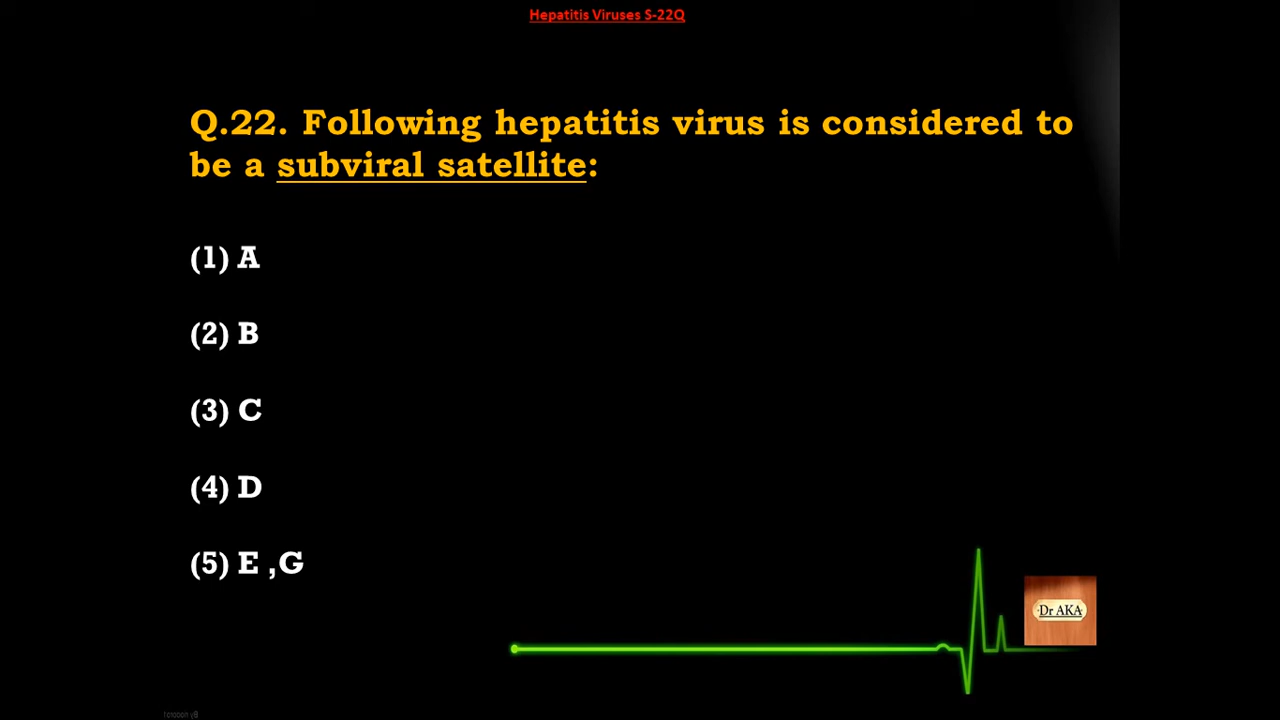 Hepatitis Viruses S-22Q
Q.22. Following hepatitis virus is considered to
be a subviral satellite:
(1) A
(2) B
(3) C
(4) D
(5) E ,G
Dr AKA